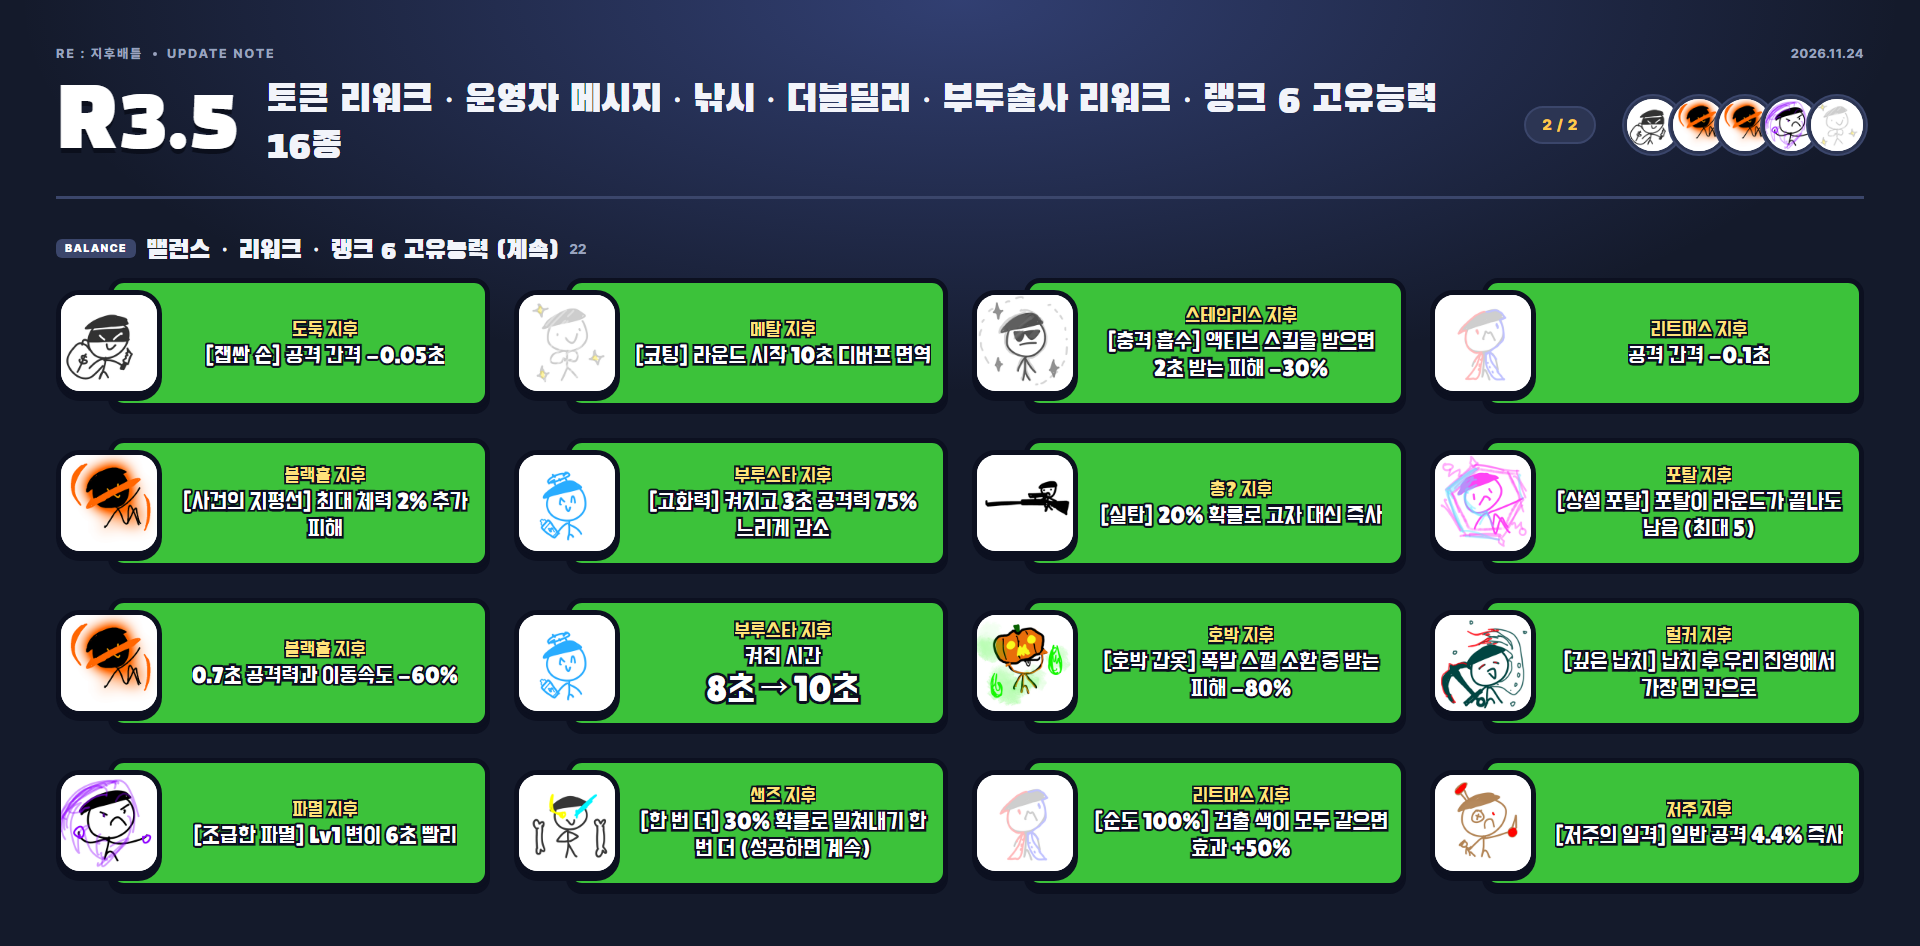 RE : 지후배틀 • UPDATE NOTE
2026.11.24
R3.5
토큰 리워크 · 운영자 메시지 · 낚시 · 더블딜러 · 부두술사 리워크 · 랭크 6 고유능력
16종
2 / 2
BALANCE 밸런스 · 리워크 · 랭크 6 고유능력 (계속) 22
도둑 지후
[잽싼 손] 공격 간격 −0.05초
메탈 지후
[코팅] 라운드 시작 10초 디버프 면역
스테인리스 지후
[충격 흡수] 액티브 스킬을 받으면
2초 받는 피해 −30%
리트머스 지후
공격 간격 −0.1초
블랙홀 지후
[사건의 지평선] 최대 체력 2% 추가
피해
부루스타 지후
[고화력] 켜지고 3초 공격력 75%
느리게 감소
총? 지후
[실탄] 20% 확률로 고자 대신 즉사
포탈 지후
[상설 포탈] 포탈이 라운드가 끝나도
남음 (최대 5)
블랙홀 지후
0.7초 공격력과 이동속도 −60%
부루스타 지후
켜진 시간
8초 → 10초
호박 지후
[호박 갑옷] 폭발 스펠 소환 중 받는
피해 −80%
럴커 지후
[깊은 납치] 납치 후 우리 진영에서
가장 먼 칸으로
파멸 지후
[조급한 파멸] Lv1 변이 6초 빨리
샌즈 지후
[한 번 더] 30% 확률로 밀쳐내기 한
번 더 (성공하면 계속)
리트머스 지후
[순도 100%] 검출 색이 모두 같으면
효과 +50%
저주 지후
[저주의 일격] 일반 공격 4.4% 즉사